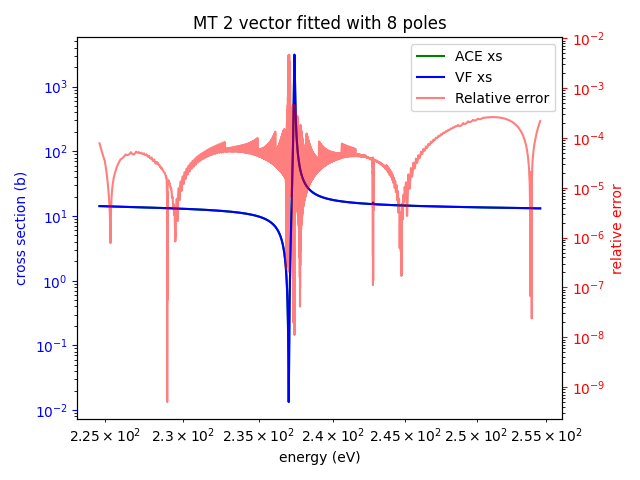 MT 2 vector fitted with 8 poles
ACE xs
VF xs
Relative error
cross section (b)
10³
10²
10¹
10⁰
10⁻¹
10⁻²
10⁻²
10⁻³
10⁻⁴
10⁻⁵
10⁻⁶
10⁻⁷
10⁻⁸
10⁻⁹
relative error
2.25 × 10² 2.3 × 10² 2.35 × 10² 2.4 × 10² 2.45 × 10² 2.5 × 10² 2.55 × 10²
energy (eV)